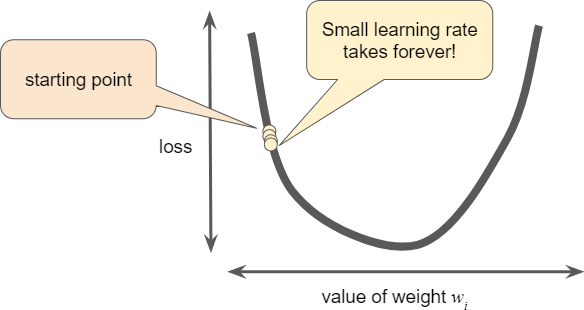 Small learning rate
takes forever!
starting point
loss
value of weight wᵢ